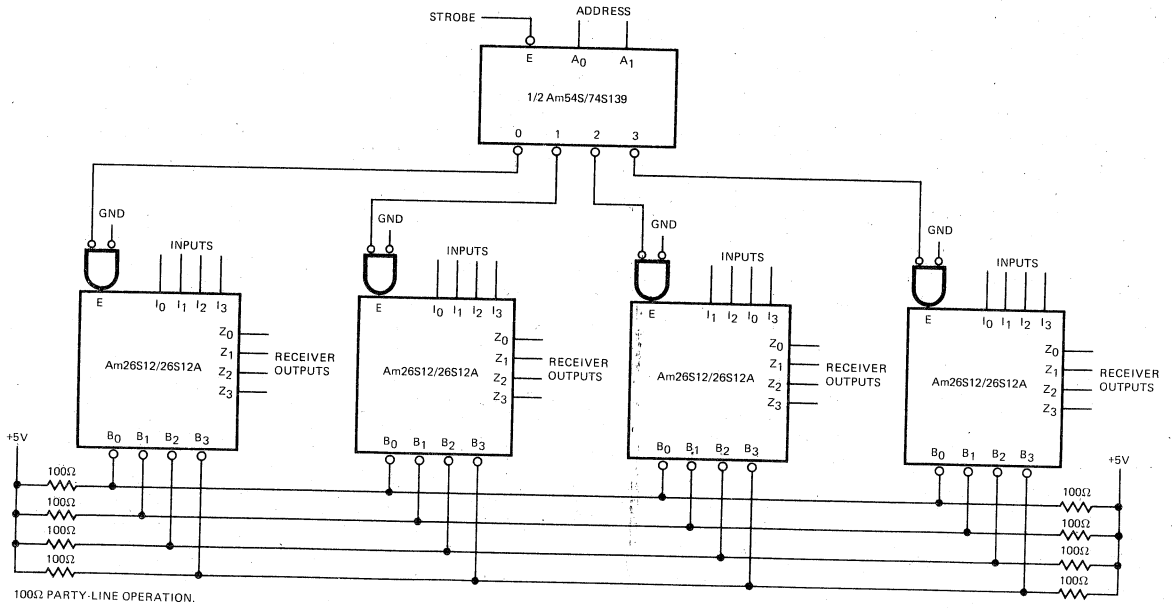 STROBE
ADDRESS
E A0 A1
1/2 Am54S/74S139
0 1 2 3
GND
INPUTS
E I0 I1 I2 I3
Z0
Z1
Z2
Z3
RECEIVER
OUTPUTS
Am26S12/26S12A
B0 B1 B2 B3
GND
INPUTS
E I0 I1 I2 I3
Z0
Z1
Z2
Z3
RECEIVER
OUTPUTS
Am26S12/26S12A
B0 B1 B2 B3
GND
INPUTS
E I1 I2 I0 I3
Z0
Z1
Z2
Z3
RECEIVER
OUTPUTS
Am26S12/26S12A
B0 B1 B2 B3
GND
INPUTS
E I0 I1 I2 I3
Z0
Z1
Z2
Z3
RECEIVER
OUTPUTS
Am26S12/26S12A
B0 B1 B2 B3
+5V
100Ω
100Ω
100Ω
100Ω
+5V
100Ω
100Ω
100Ω
100Ω
100Ω PARTY-LINE OPERATION.